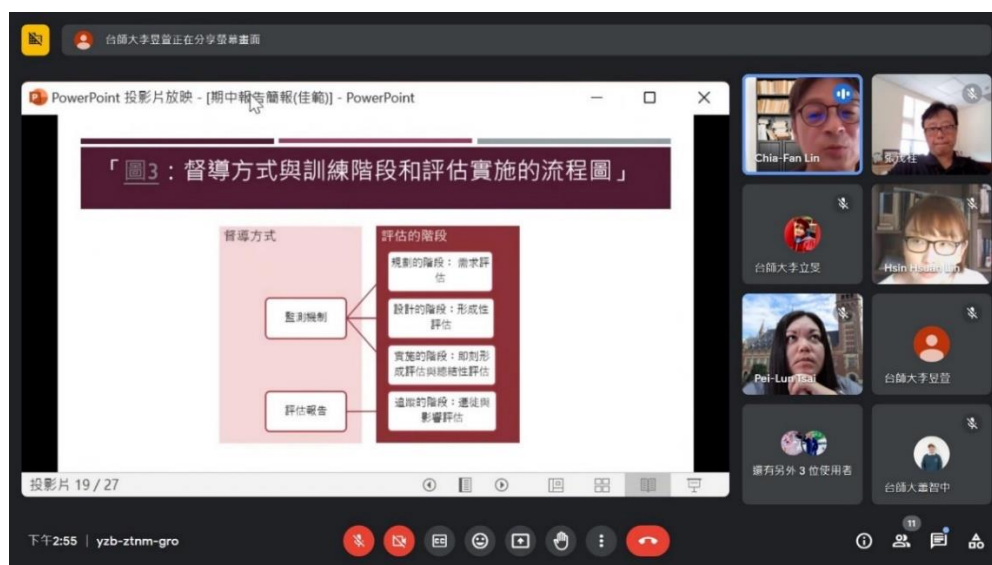 台師大李昱萱正在分享螢幕畫面
PowerPoint 投影片放映 - [期中報告簡報(佳範)] - PowerPoint
「圖3：督導方式與訓練階段和評估實施的流程圖」
督導方式
評估的階段
規劃的階段：需求評
估
設計的階段：形成性
評估
監測機制
實施的階段：即刻形
成評估與總結性評估
評估報告
追蹤的階段：遷徙與
影響評估
投影片 19 / 27
Chia-Fan Lin
張茂桂
台師大李立旻
Hsin Hsuan Lin
Pei-Lun Tsai
台師大李昱萱
還有另外 3 位使用者
台師大蕭智中
下午2:55 | yzb-ztnm-gro
11